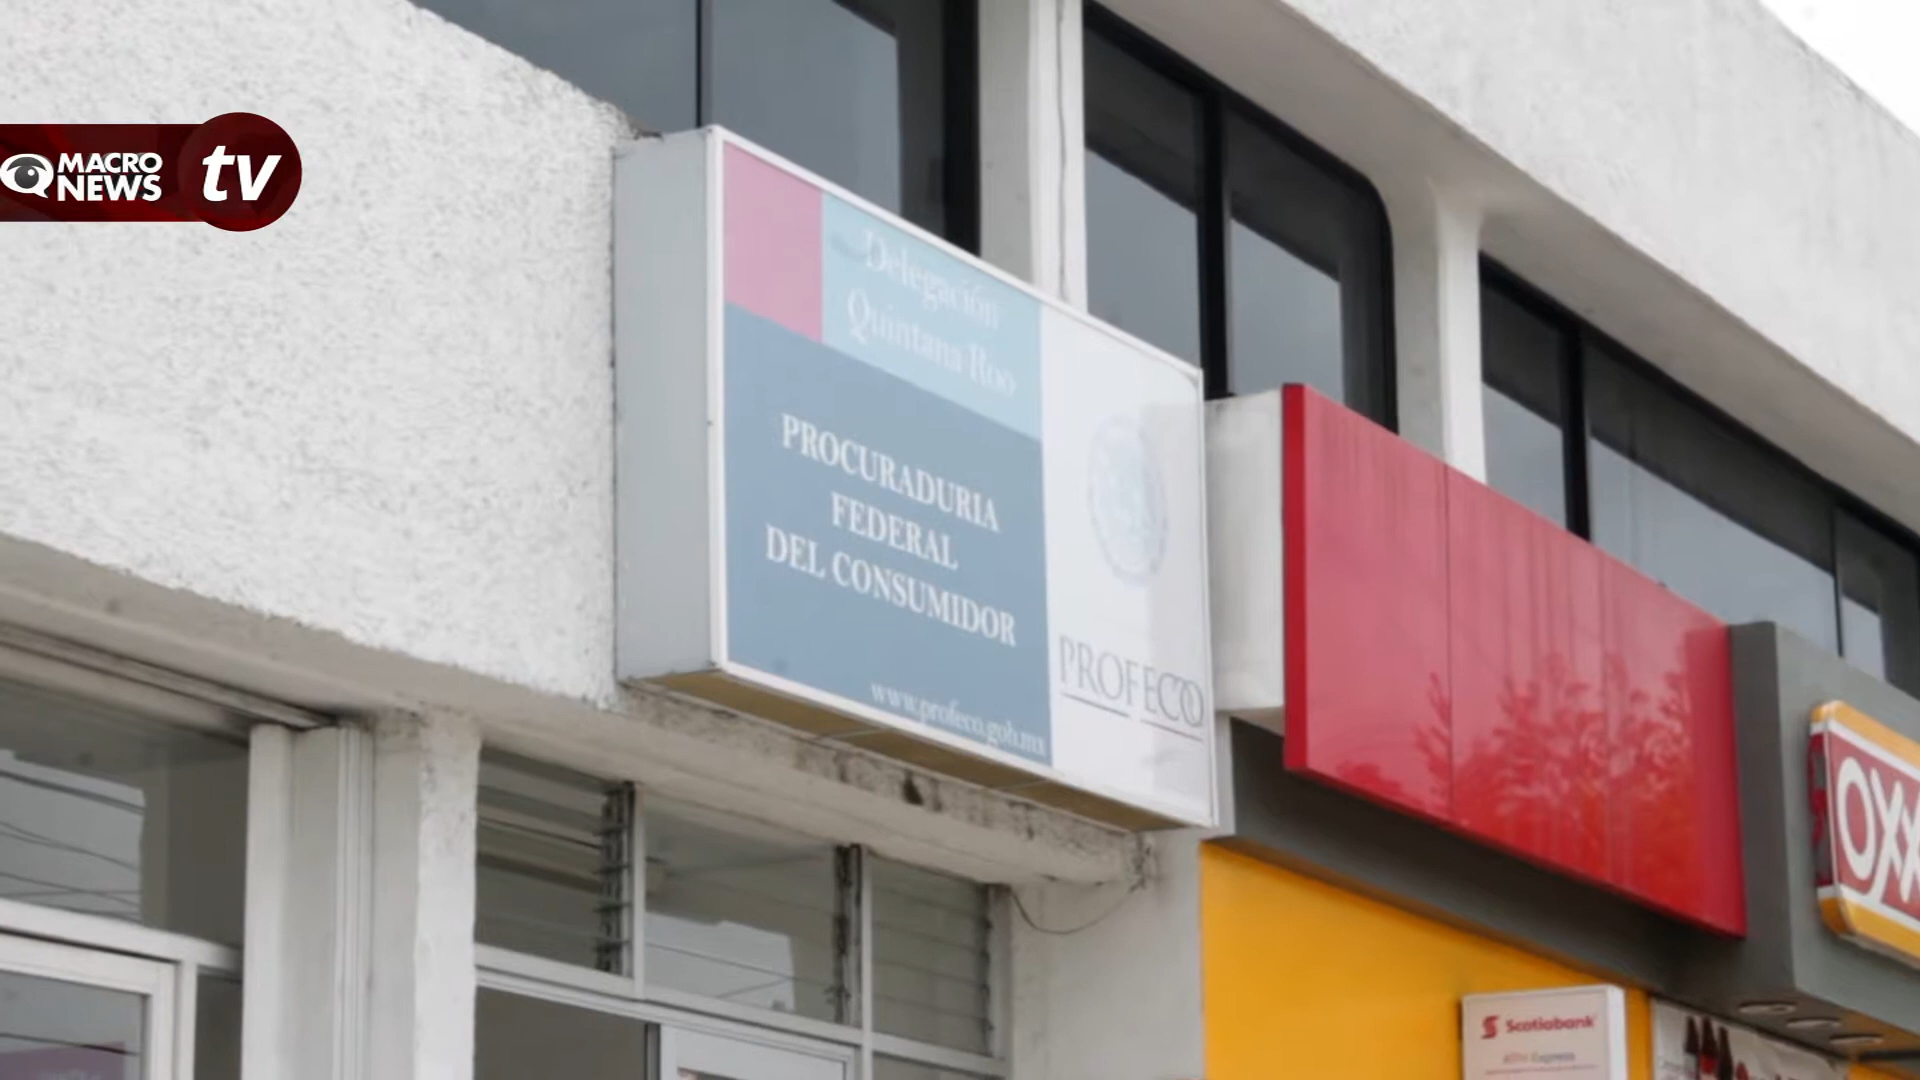 MACRO
NEWS
tv
Delegación
Quintana Roo
PROCURADURIA
FEDERAL
DEL CONSUMIDOR
www.profeco.gob.mx
PROFECO
OXX
Scotiabank